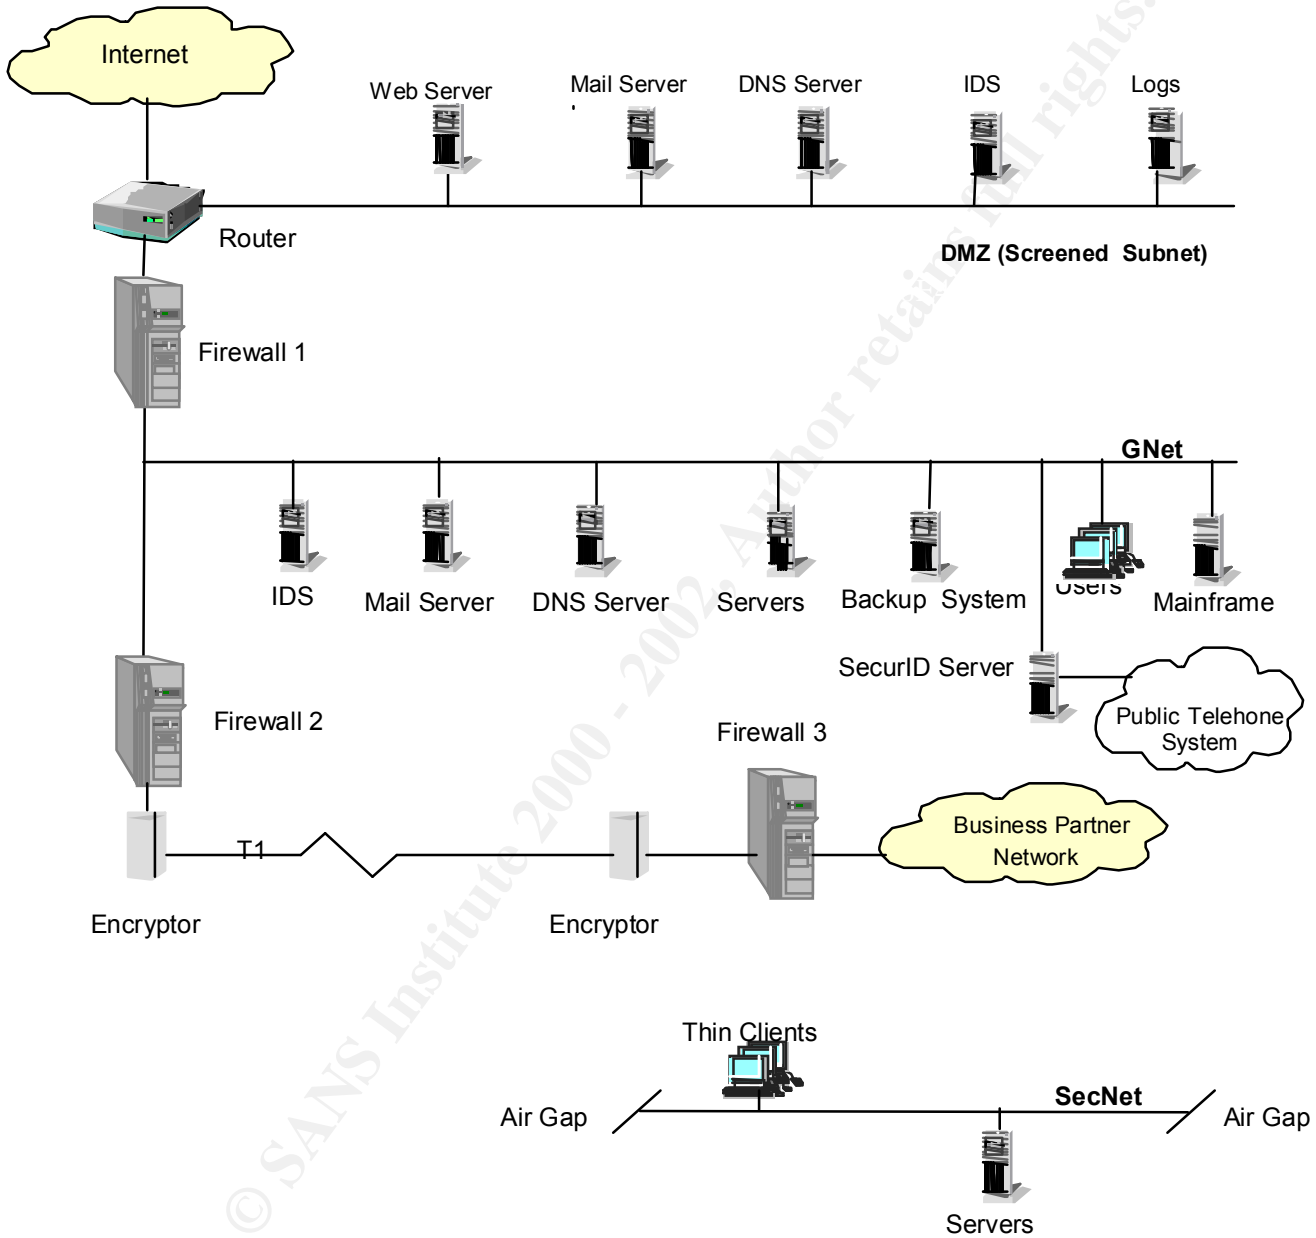 Internet
Web Server
Mail Server
DNS Server
IDS
Logs
Router
DMZ (Screened Subnet)
Firewall 1
GNet
IDS
Mail Server
DNS Server
Servers
Backup System
Users
Mainframe
SecurID Server
Public Telehone
System
Firewall 2
Firewall 3
Business Partner
Network
T1
Encryptor
Encryptor
Thin Clients
SecNet
Air Gap
Air Gap
Servers
© SANS Institute 2000 - 2002, Author retains full rights.